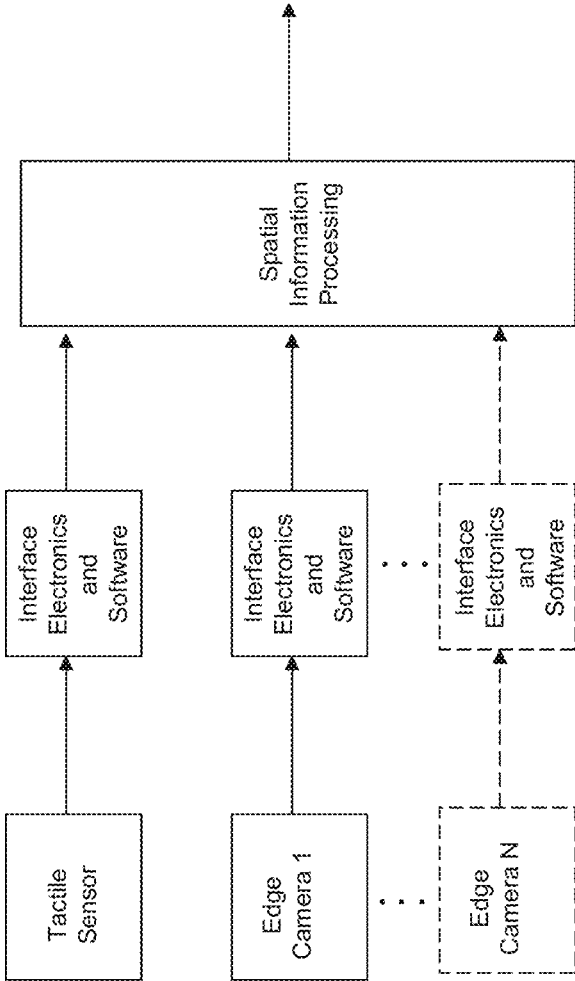 Tactile
Sensor
Interface
Electronics
and
Software
Edge
Camera 1
Interface
Electronics
and
Software
Edge
Camera N
Interface
Electronics
and
Software
Spatial
Information
Processing